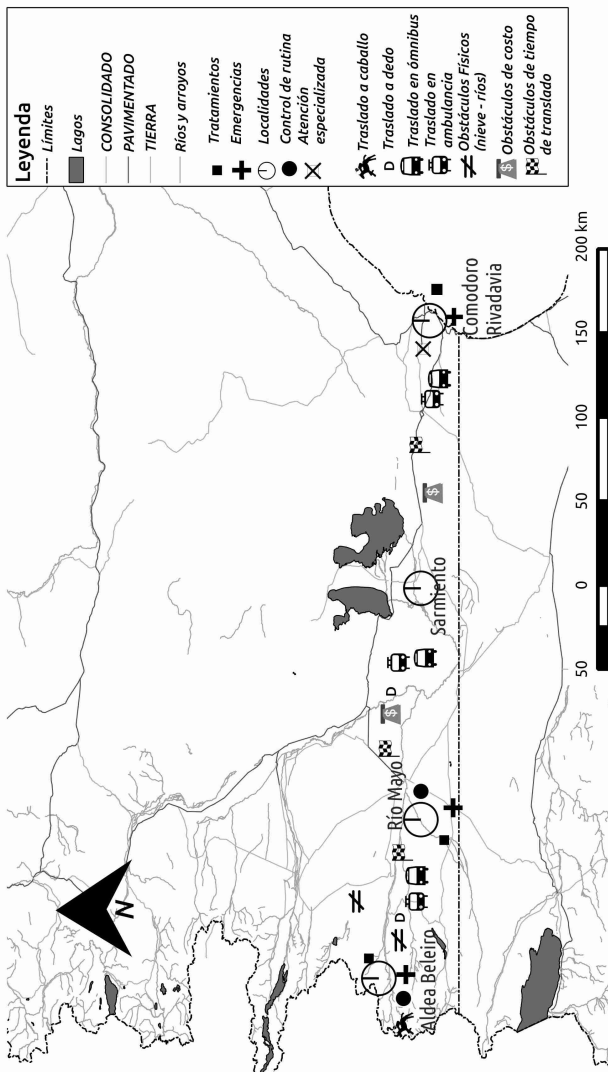 Leyenda
Límites
Lagos
CONSOLIDADO
PAVIMENTADO
TIERRA
Ríos y arroyos
Tratamientos
Emergencias
Localidades
Control de rutina
Atención
especializada
Traslado a caballo
D Traslado a dedo
Traslado en ómnibus
Traslado en
ambulancia
Obstáculos Físicos
(nieve - ríos)
$ Obstáculos de costo
Obstáculos de tiempo
de translado
N
Aldea Beleiro
D
Río Mayo
$
D
Sarmiento
$
Comodoro
Rivadavia
50 0 50 100 150 200 km